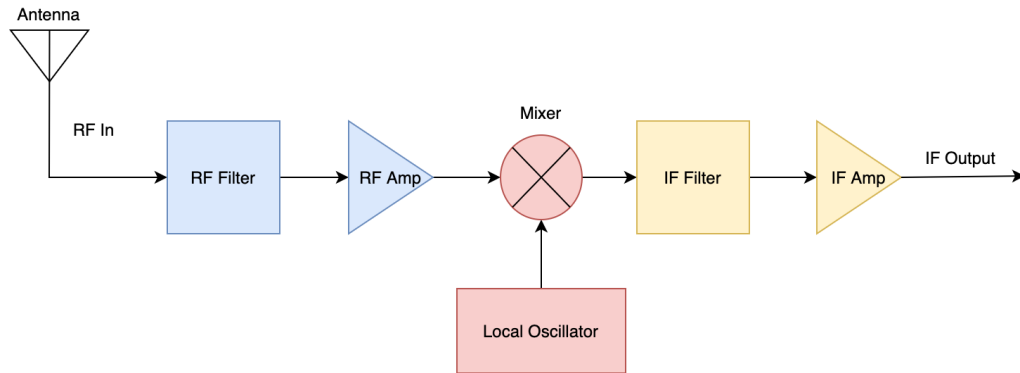 Antenna
RF In
RF Filter
RF Amp
Mixer
IF Filter
IF Amp
IF Output
Local Oscillator